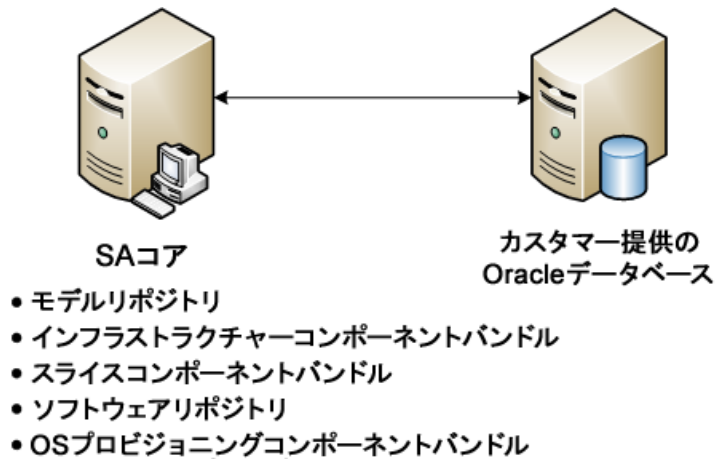 SAコア
カスタマー提供の
Oracleデータベース
• モデルリポジトリ
• インフラストラクチャーコンポーネントバンドル
• スライスコンポーネントバンドル
• ソフトウェアリポジトリ
• OSプロビジョニングコンポーネントバンドル